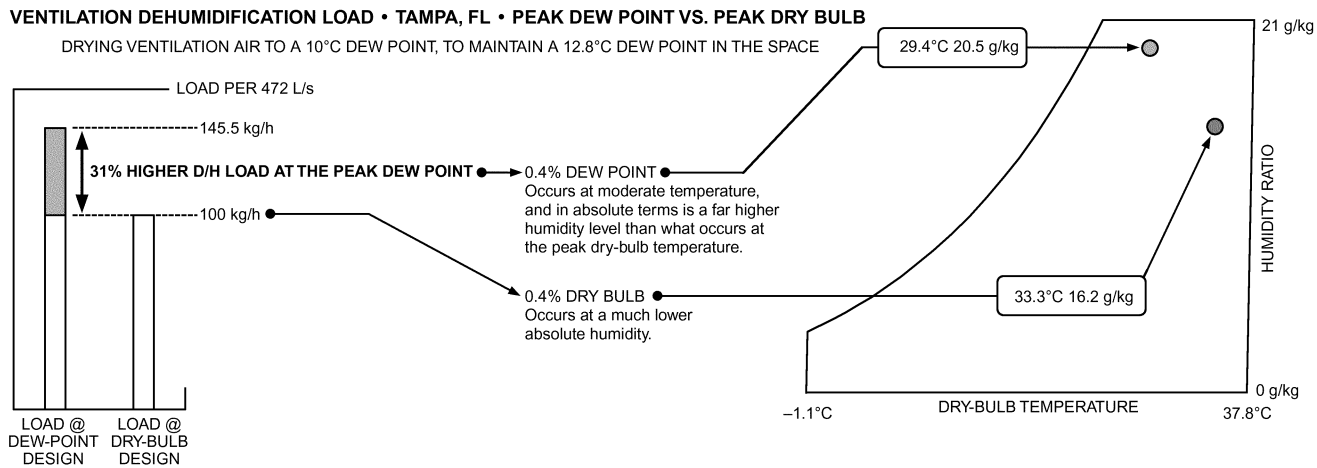 VENTILATION DEHUMIDIFICATION LOAD • TAMPA, FL • PEAK DEW POINT VS. PEAK DRY BULB
DRYING VENTILATION AIR TO A 10°C DEW POINT, TO MAINTAIN A 12.8°C DEW POINT IN THE SPACE
LOAD PER 472 L/s
145.5 kg/h
31% HIGHER D/H LOAD AT THE PEAK DEW POINT
100 kg/h
LOAD @
DEW-POINT
DESIGN
LOAD @
DRY-BULB
DESIGN
0.4% DEW POINT
Occurs at moderate temperature,
and in absolute terms is a far higher
humidity level than what occurs at
the peak dry-bulb temperature.
0.4% DRY BULB
Occurs at a much lower
absolute humidity.
29.4°C 20.5 g/kg
33.3°C 16.2 g/kg
21 g/kg
HUMIDITY RATIO
0 g/kg
–1.1°C
DRY-BULB TEMPERATURE
37.8°C